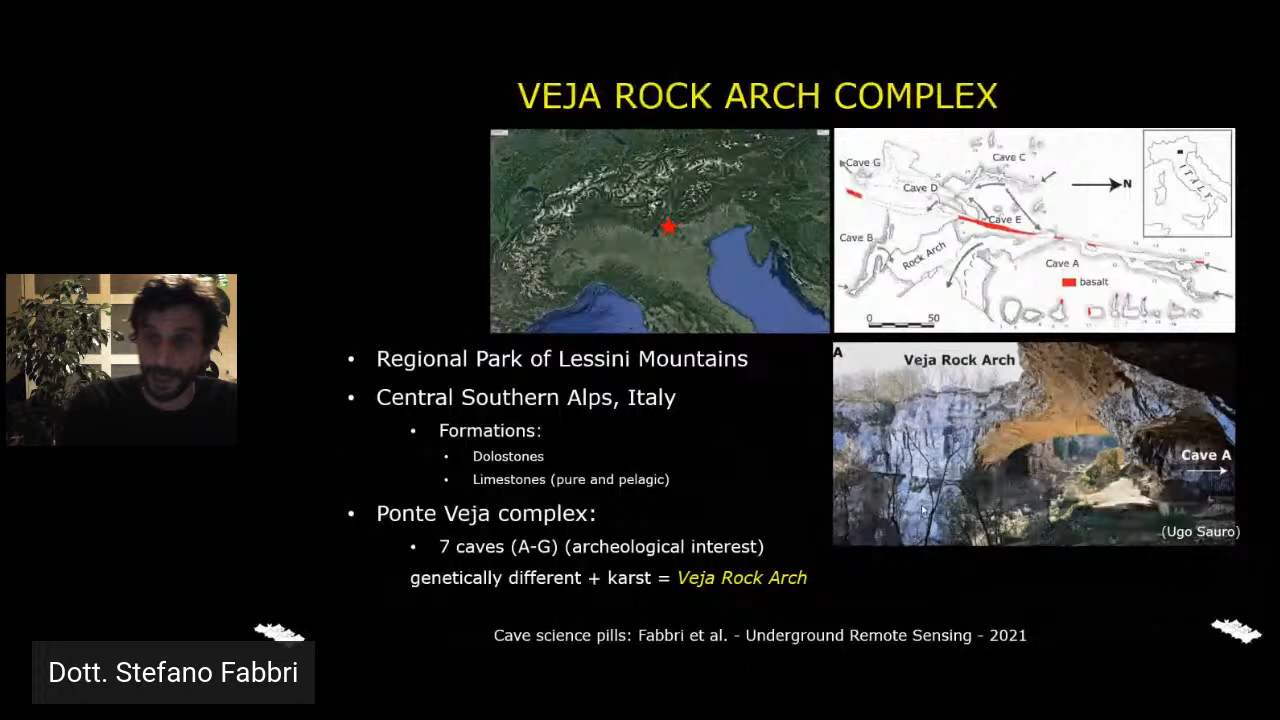 VEJA ROCK ARCH COMPLEX
Cave G
Cave C
Cave D
N
ITALY
Cave E
Cave B
Rock Arch
Cave A
basalt
0 50
• Regional Park of Lessini Mountains
• Central Southern Alps, Italy
• Formations:
• Dolostones
• Limestones (pure and pelagic)
• Ponte Veja complex:
• 7 caves (A-G) (archeological interest)
genetically different + karst = Veja Rock Arch
A
Veja Rock Arch
Cave A
(Ugo Sauro)
Cave science pills: Fabbri et al. - Underground Remote Sensing - 2021
Dott. Stefano Fabbri